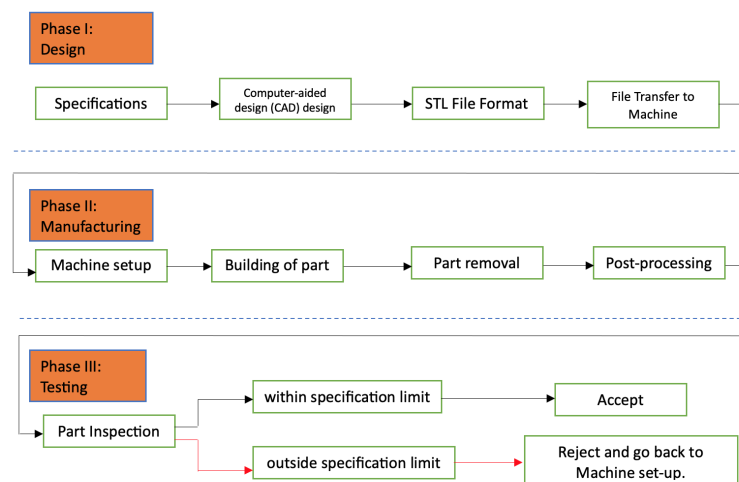 Phase I:
Design
Specifications
Computer-aided
design (CAD) design
STL File Format
File Transfer to
Machine
Phase II:
Manufacturing
Machine setup
Building of part
Part removal
Post-processing
Phase III:
Testing
Part Inspection
within specification limit
Accept
outside specification limit
Reject and go back to
Machine set-up.